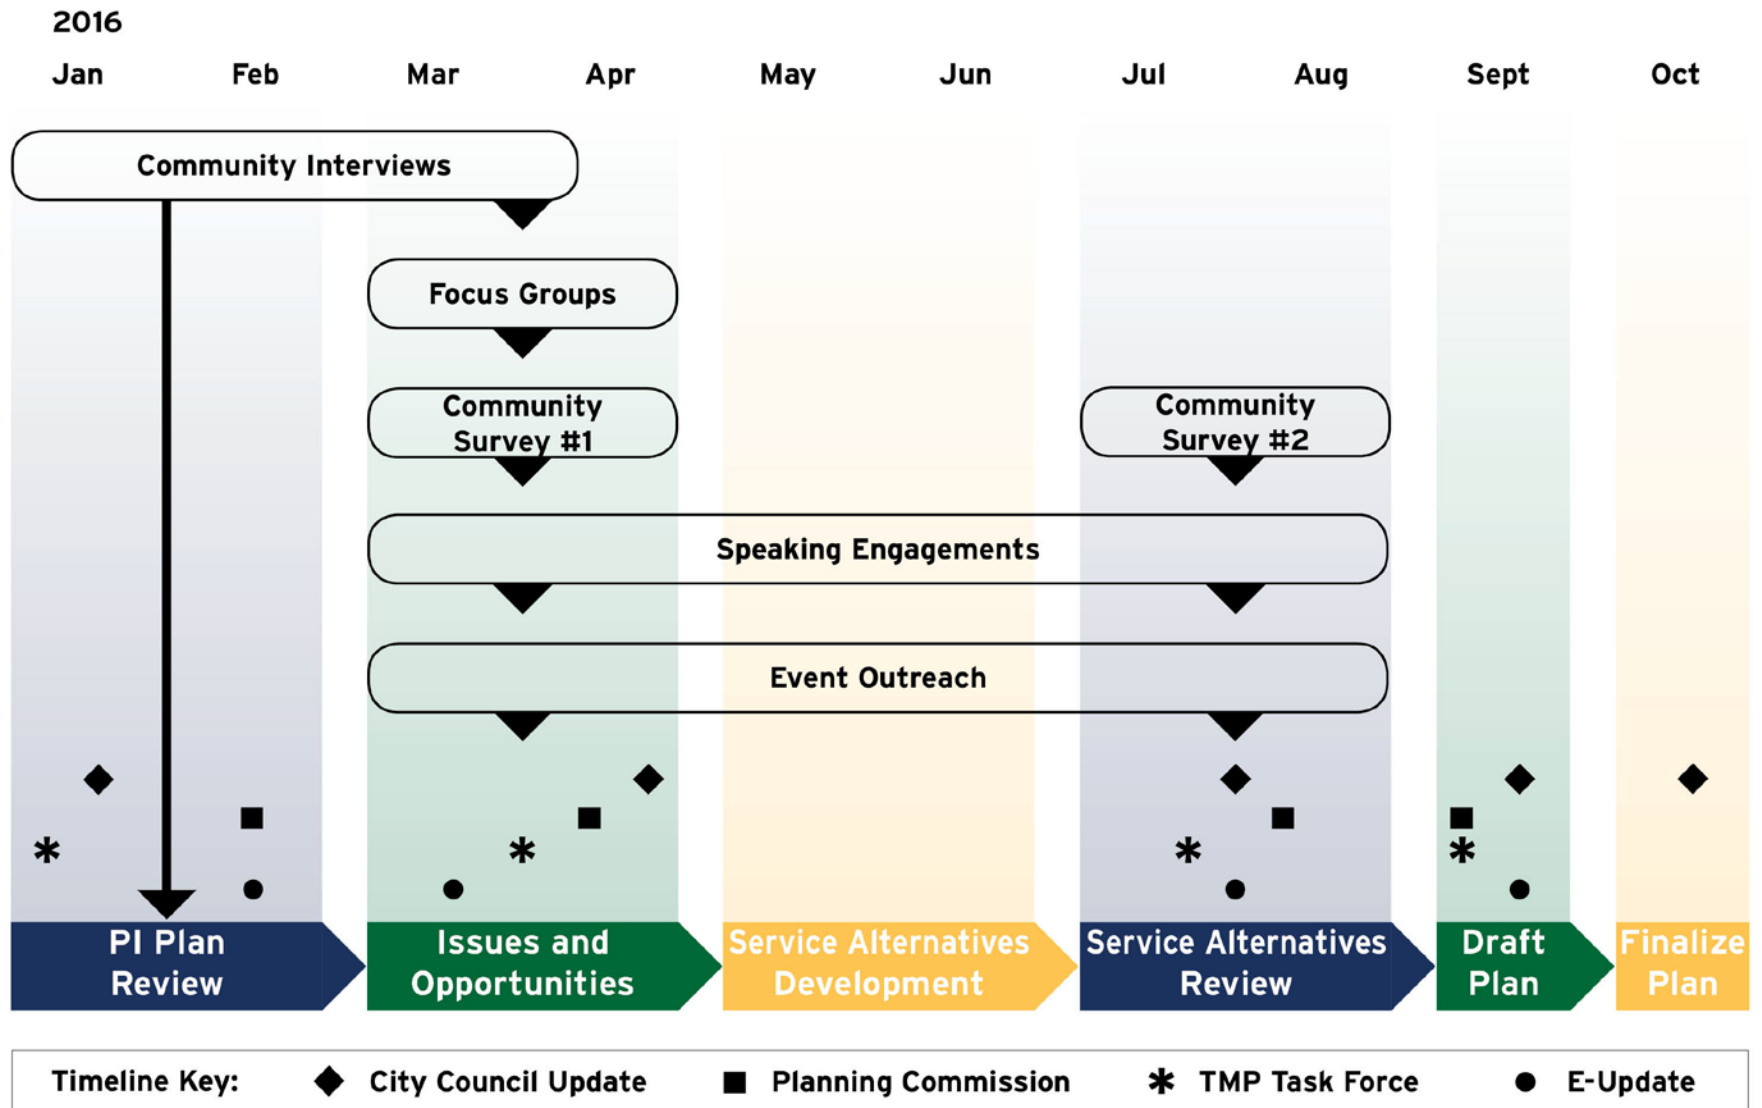 2016
Jan Feb Mar Apr May Jun Jul Aug Sept Oct
Community Interviews
Focus Groups
Community
Survey #1
Community
Survey #2
Speaking Engagements
Event Outreach
PI Plan
Review
Issues and
Opportunities
Service Alternatives
Development
Service Alternatives
Review
Draft
Plan
Finalize
Plan
Timeline Key: ◆ City Council Update ■ Planning Commission * TMP Task Force ● E-Update